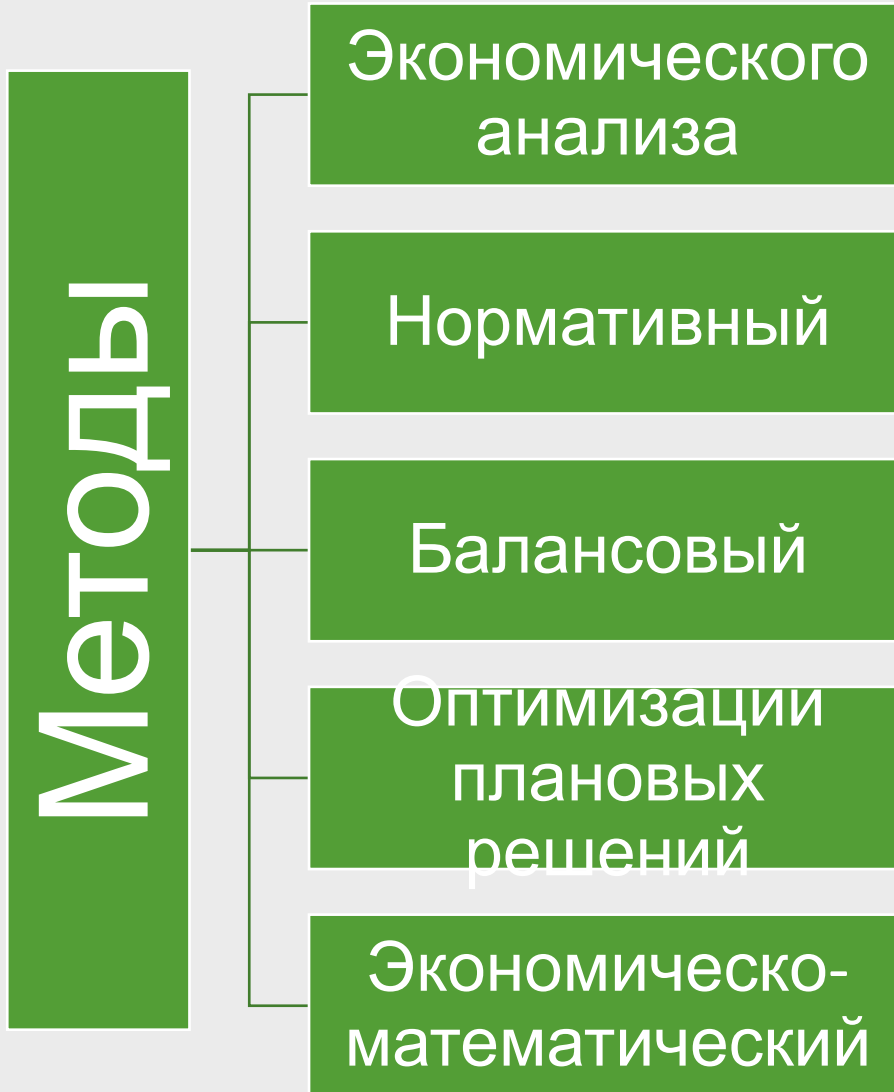 Методы
Экономического
анализа
Нормативный
Балансовый
Оптимизации
плановых
решений
Экономическо-
математический